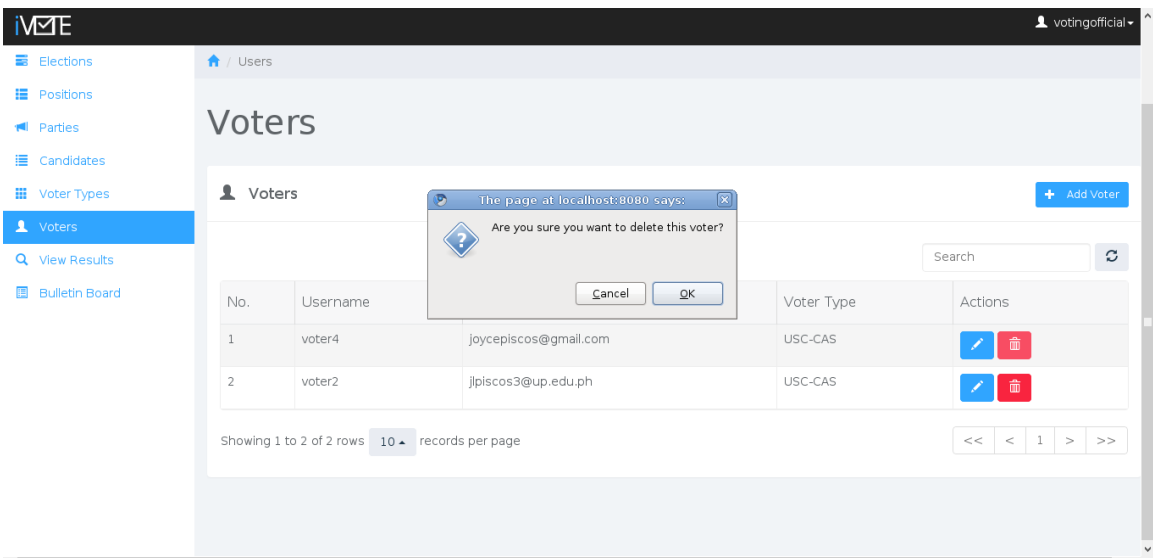 iVOTE votingofficial
Elections
/ Users
Positions
Parties
Candidates
Voter Types
Voters
View Results
Bulletin Board
Voters
Voters
+ Add Voter
The page at localhost:8080 says:
Are you sure you want to delete this voter?
Cancel OK
Search
No. Username Voter Type Actions
1 voter4 joycepiscos@gmail.com USC-CAS
2 voter2 jlpiscos3@up.edu.ph USC-CAS
Showing 1 to 2 of 2 rows 10 records per page
<< < 1 > >>